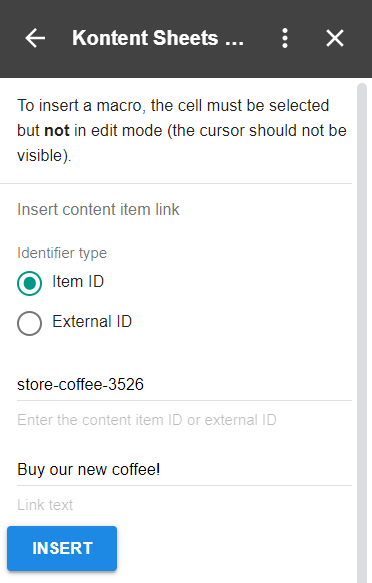 Kontent Sheets ...
To insert a macro, the cell must be selected
but not in edit mode (the cursor should not be
visible).
Insert content item link
Identifier type
Item ID
External ID
store-coffee-3526
Enter the content item ID or external ID
Buy our new coffee!
Link text
INSERT